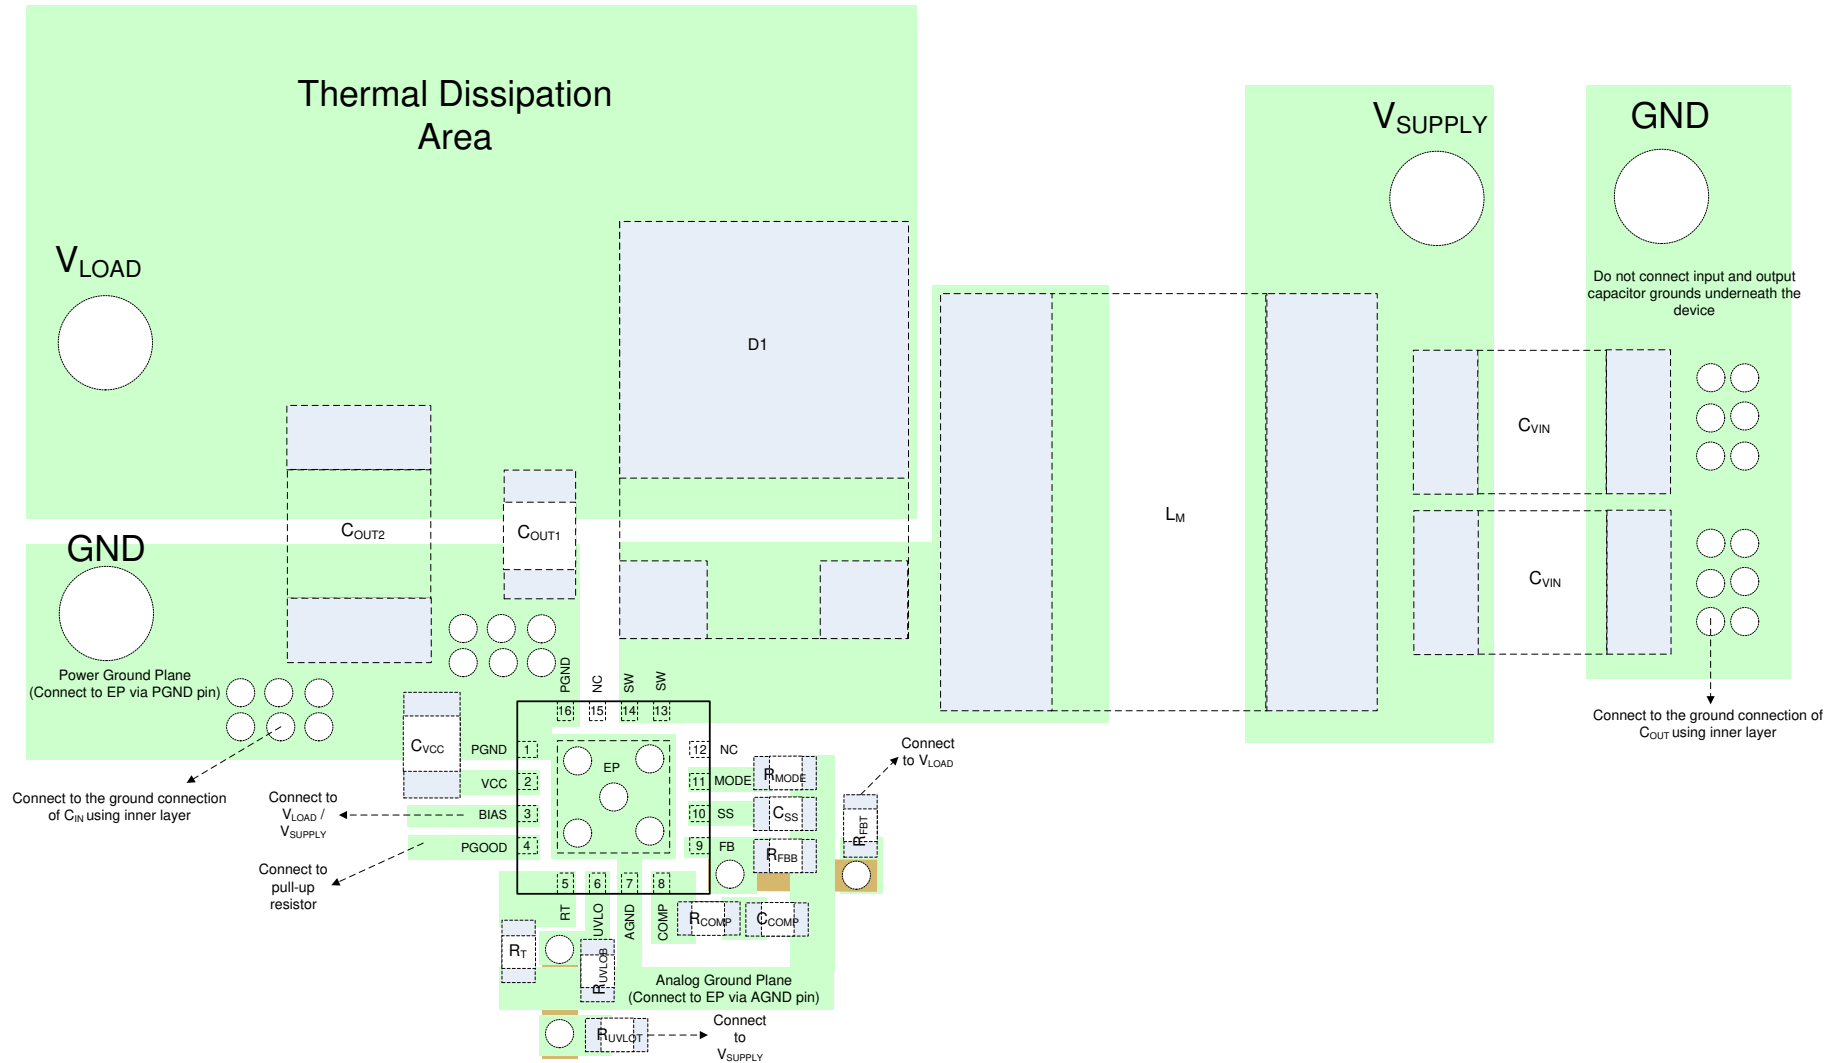 Thermal Dissipation
Area
VSUPPLY
GND
VLOAD
Do not connect input and output
capacitor grounds underneath the
device
D1
CVIN
LM
COUT2
COUT1
GND
CVIN
Power Ground Plane
(Connect to EP via PGND pin)
PGND
NC
SW
SW
16
15
14
13
Connect to the ground connection of
COUT using inner layer
CVCC
PGND
1
EP
12
NC
Connect
to VLOAD
VCC
2
11
MODE
RMODE
Connect to the ground connection
of CIN using inner layer
Connect to
VLOAD /
VSUPPLY
BIAS
3
10
SS
CSS
RFBT
PGOOD
4
9
FB
RFBB
Connect to
pull-up
resistor
5
6
7
8
RT
UVLO
AGND
COMP
RCOMP
CCOMP
RT
RUVLOB
Analog Ground Plane
(Connect to EP via AGND pin)
RUVLOT
Connect
to
VSUPPLY